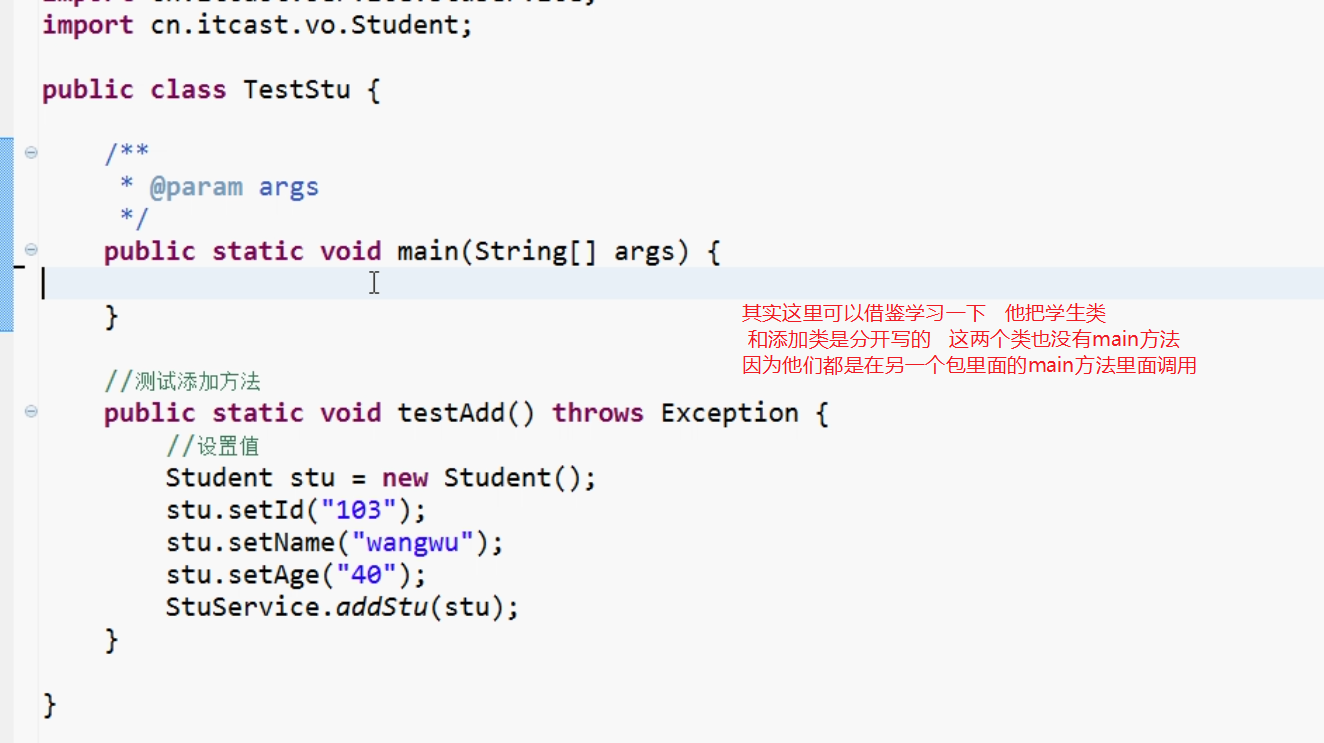 import cn.itcast.vo.Student;
public class TestStu {
/**
* @param args
*/
public static void main(String[] args) {
}
其实这里可以借鉴学习一下 他把学生类
和添加类是分开写的 这两个类也没有main方法
因为他们都是在另一个包里面的main方法里面调用
//测试添加方法
public static void testAdd() throws Exception {
//设置值
Student stu = new Student();
stu.setId("103");
stu.setName("wangwu");
stu.setAge("40");
StuService.addStu(stu);
}
}